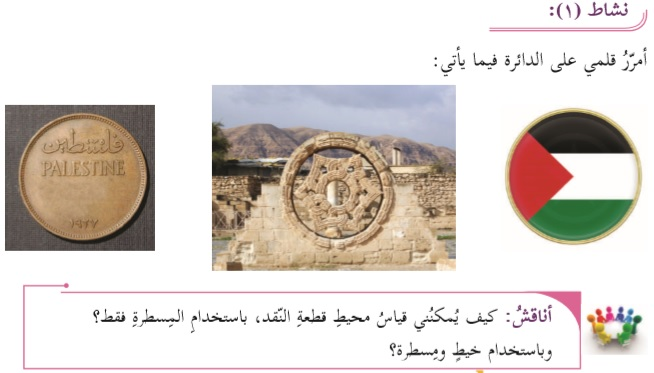 نشاط (١):
أمرّرُ قلمي على الدائرة فيما يأتي:
فلسطين
PALESTINE
١٩٢٧
أناقشُ: كيف يُمكنُني قياسُ محيطِ قطعةِ النّقد، باستخدامِ المِسطرةِ فقط؟
وباستخدام خيطٍ ومِسطرة؟